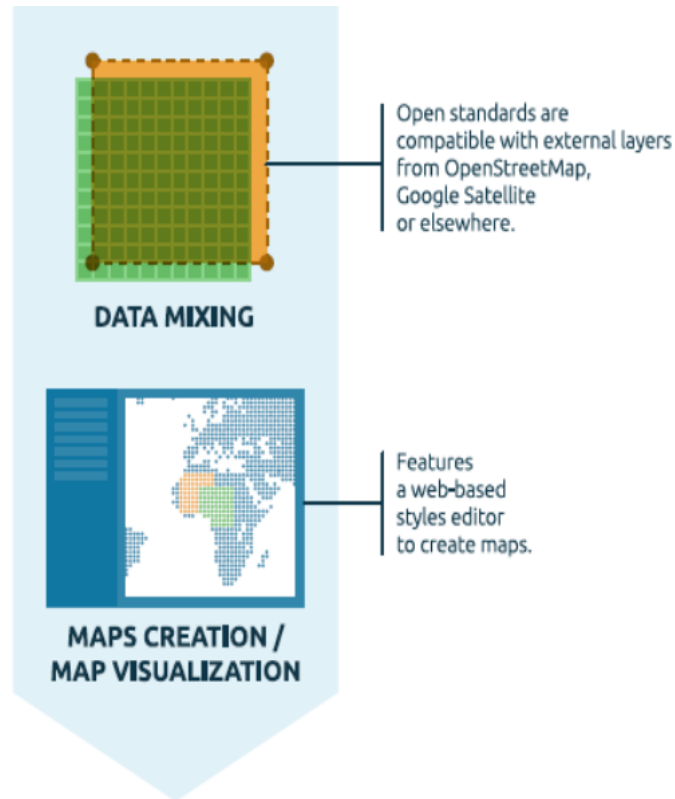 Open standards are
compatible with external layers
from OpenStreetMap,
Google Satellite
or elsewhere.
DATA MIXING
Features
a web-based
styles editor
to create maps.
MAPS CREATION /
MAP VISUALIZATION